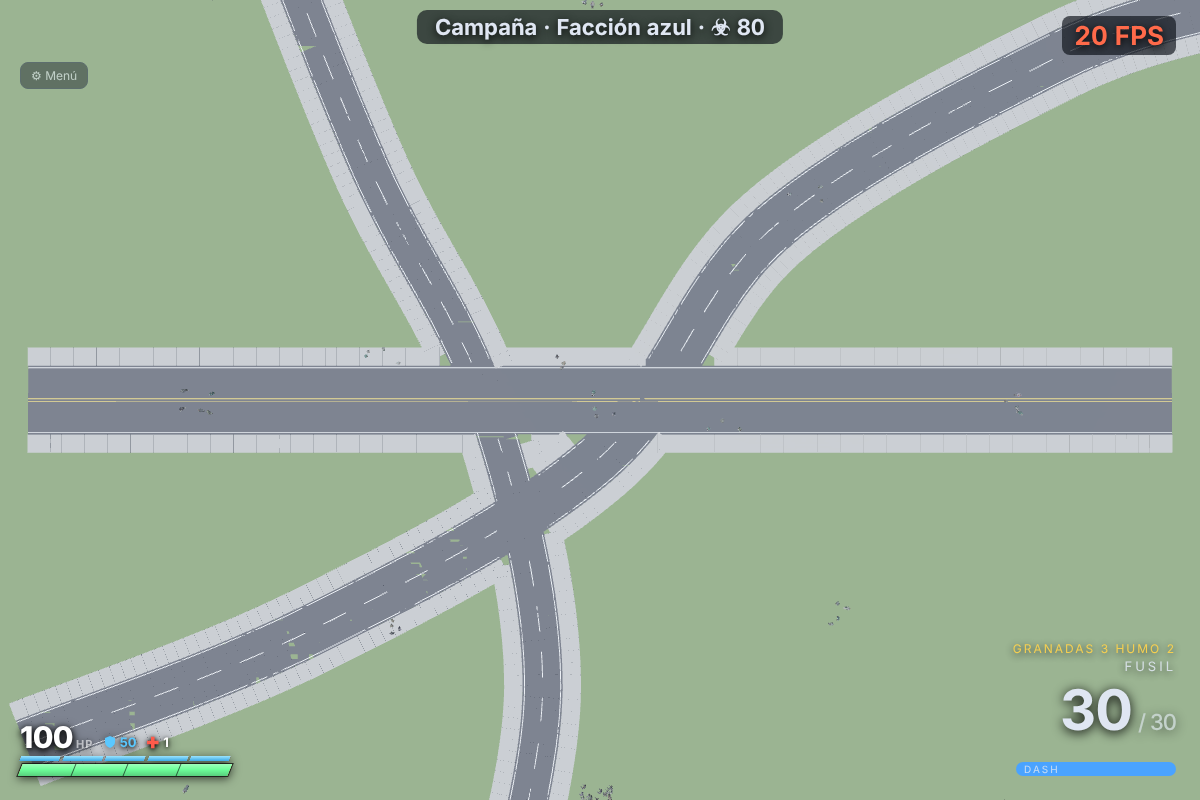 Campaña · Facción azul · ☣ 80
20 FPS
⚙ Menú
GRANADAS 3 HUMO 2
FUSIL
30 / 30
100 HP 50 1
DASH